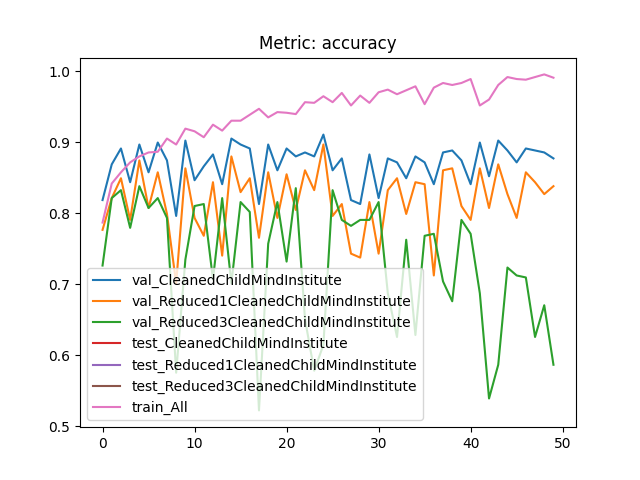 Metric: accuracy
1.0
0.9
0.8
0.7
0.6
0.5
val_CleanedChildMindInstitute
val_Reduced1CleanedChildMindInstitute
val_Reduced3CleanedChildMindInstitute
test_CleanedChildMindInstitute
test_Reduced1CleanedChildMindInstitute
test_Reduced3CleanedChildMindInstitute
train_All
0 10 20 30 40 50